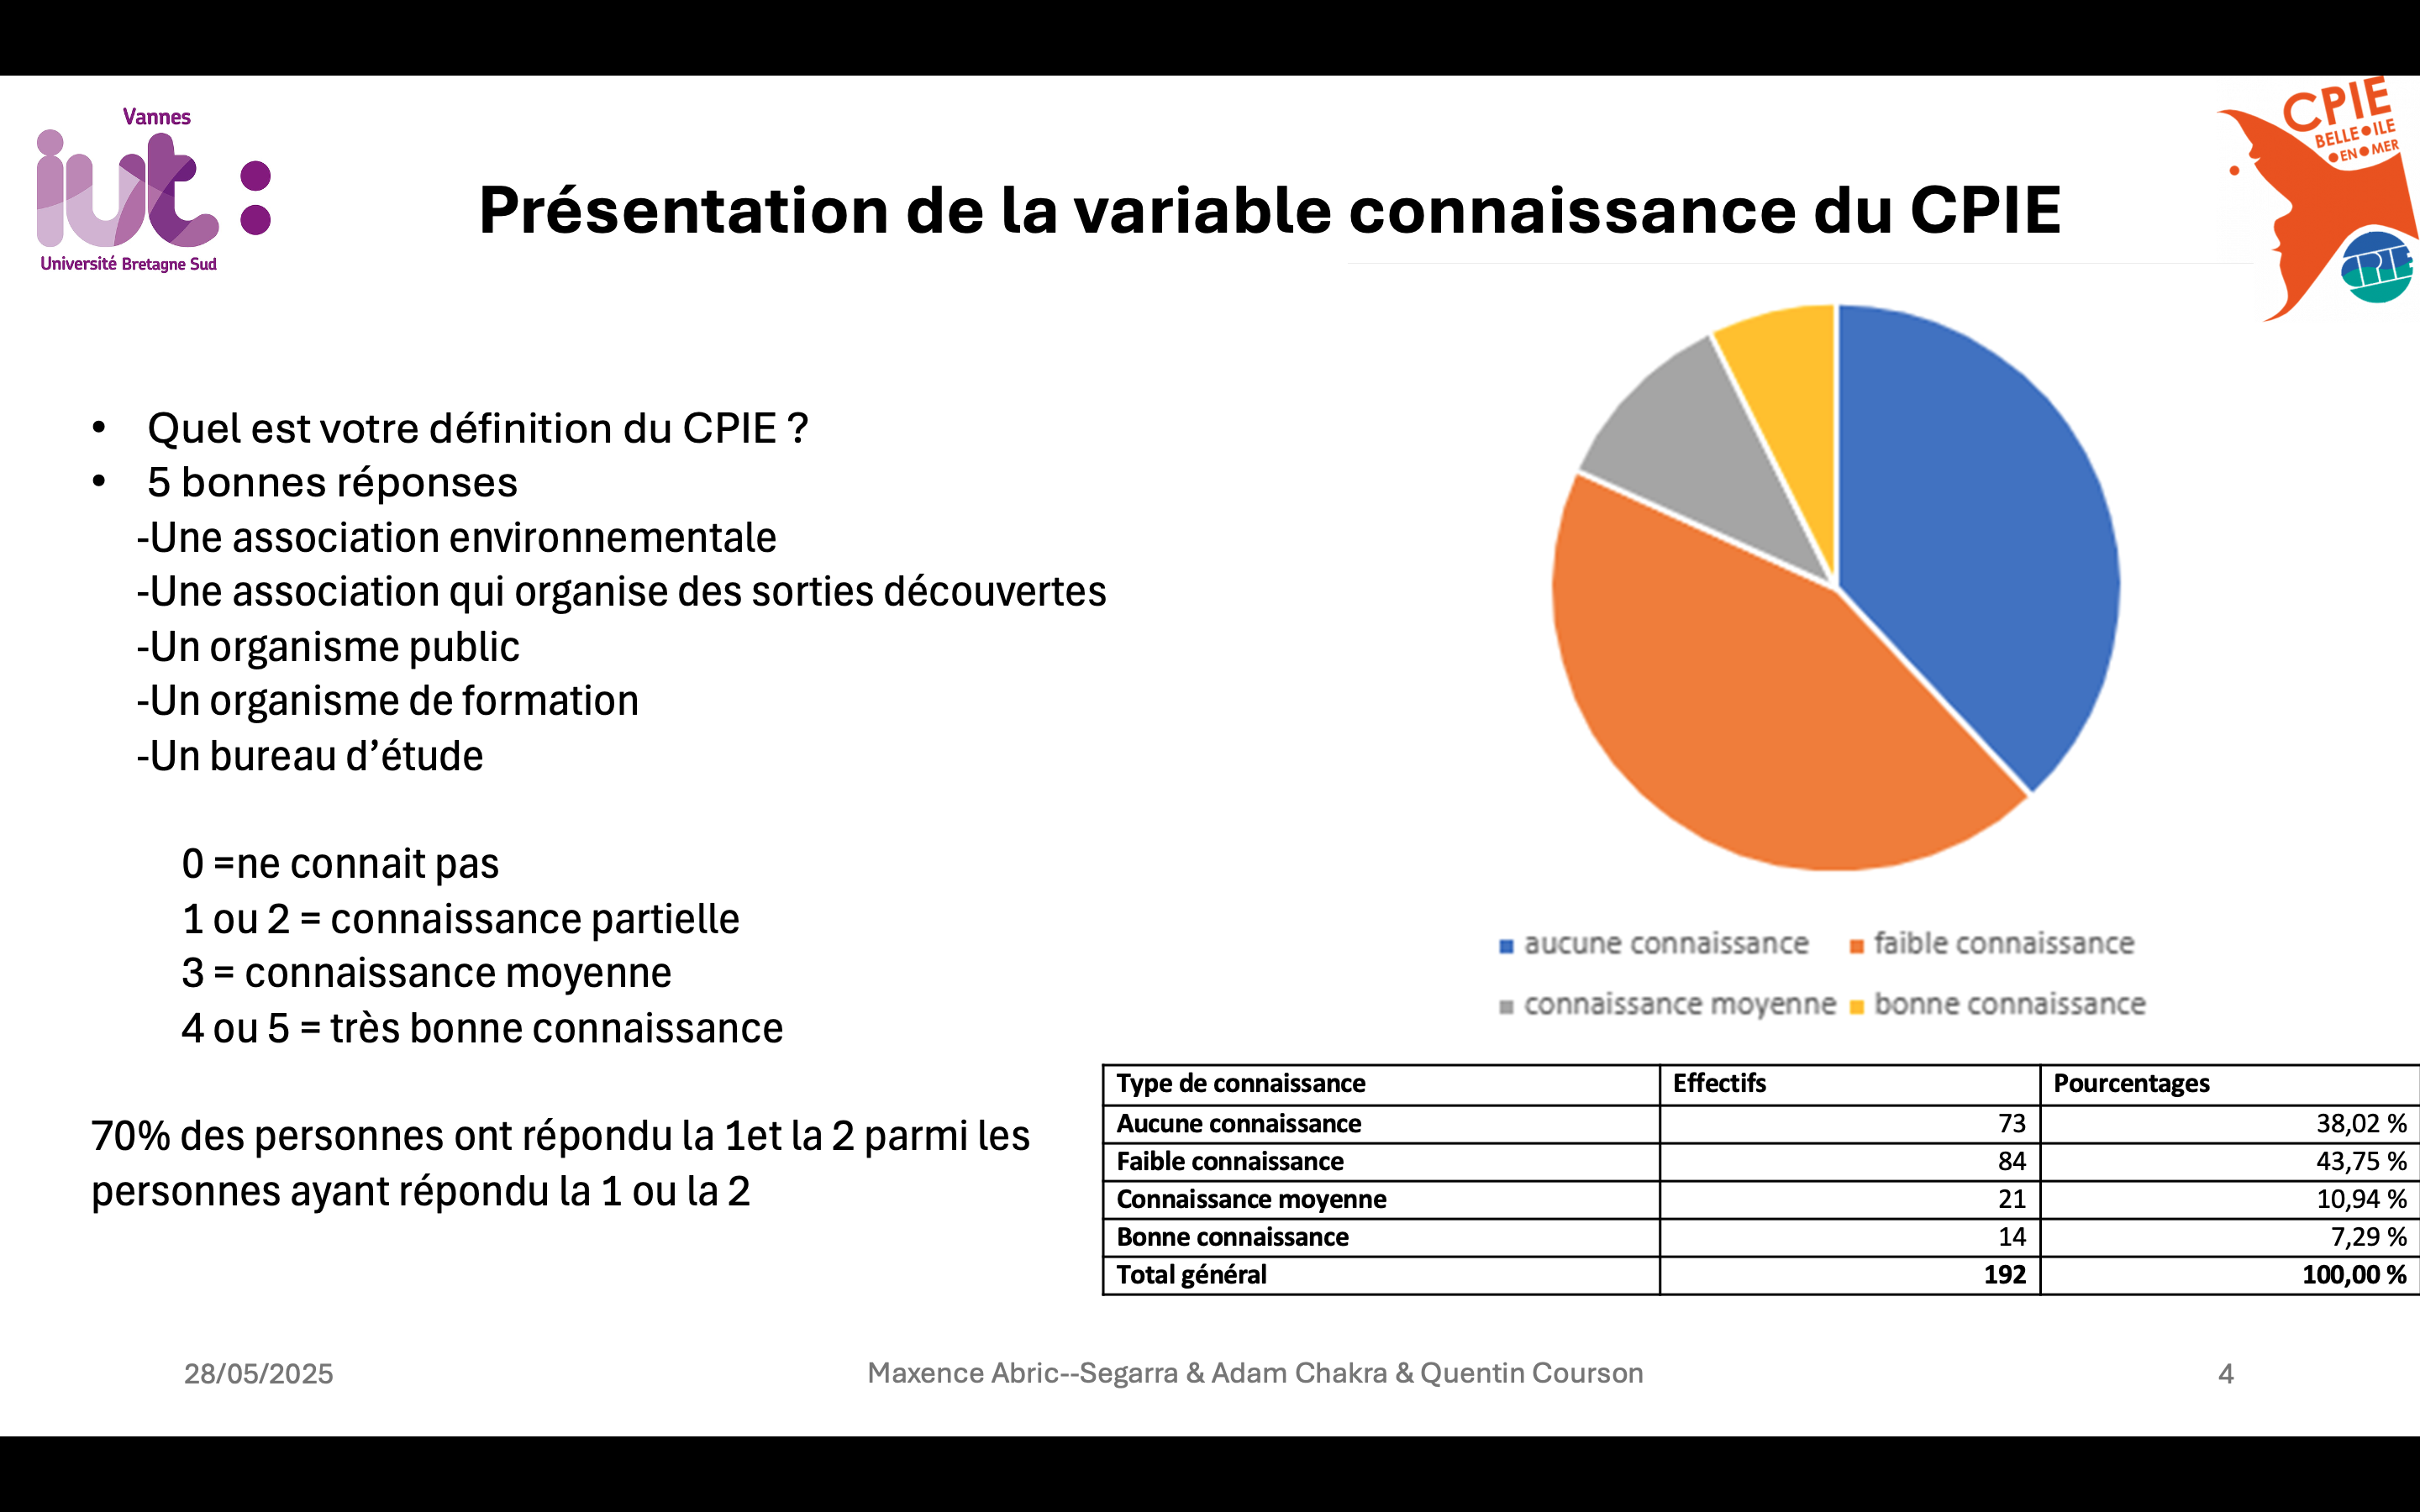 Vannes
iut:
Université Bretagne Sud
CPIE
BELLE•ILE
•EN•MER
CPIE
Présentation de la variable connaissance du CPIE
• Quel est votre définition du CPIE ?
• 5 bonnes réponses
-Une association environnementale
-Une association qui organise des sorties découvertes
-Un organisme public
-Un organisme de formation
-Un bureau d’étude
0 =ne connait pas
1 ou 2 = connaissance partielle
3 = connaissance moyenne
4 ou 5 = très bonne connaissance
70% des personnes ont répondu la 1et la 2 parmi les
personnes ayant répondu la 1 ou la 2
aucune connaissance faible connaissance
connaissance moyenne bonne connaissance
Type de connaissance Effectifs Pourcentages
Aucune connaissance 73 38,02 %
Faible connaissance 84 43,75 %
Connaissance moyenne 21 10,94 %
Bonne connaissance 14 7,29 %
Total général 192 100,00 %
28/05/2025 Maxence Abric--Segarra & Adam Chakra & Quentin Courson 4